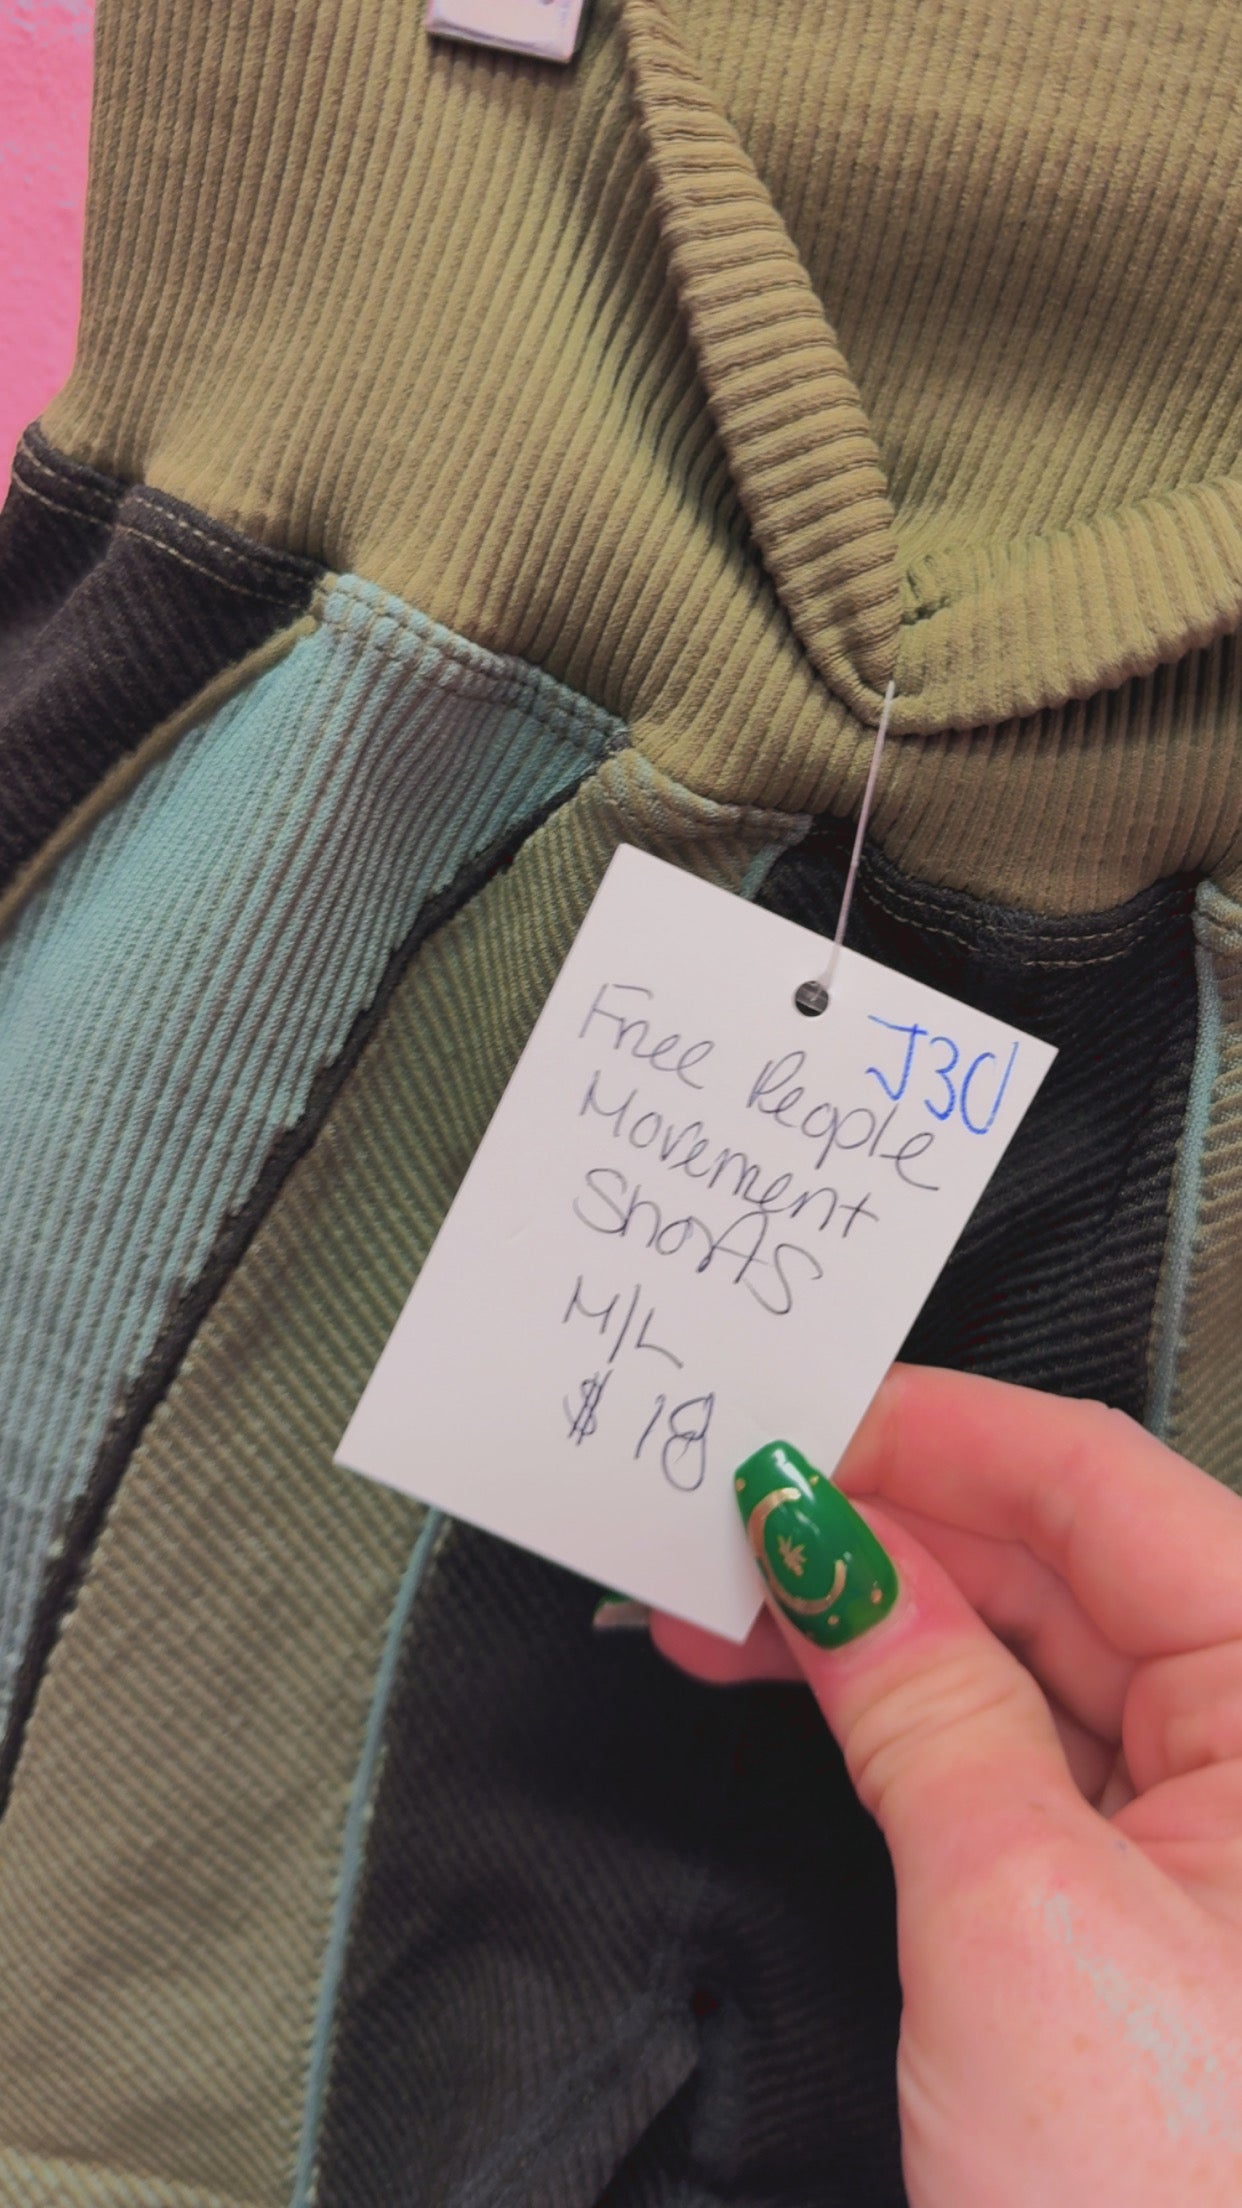 J30
Free People
Movement
Shorts
M/L
$ 18